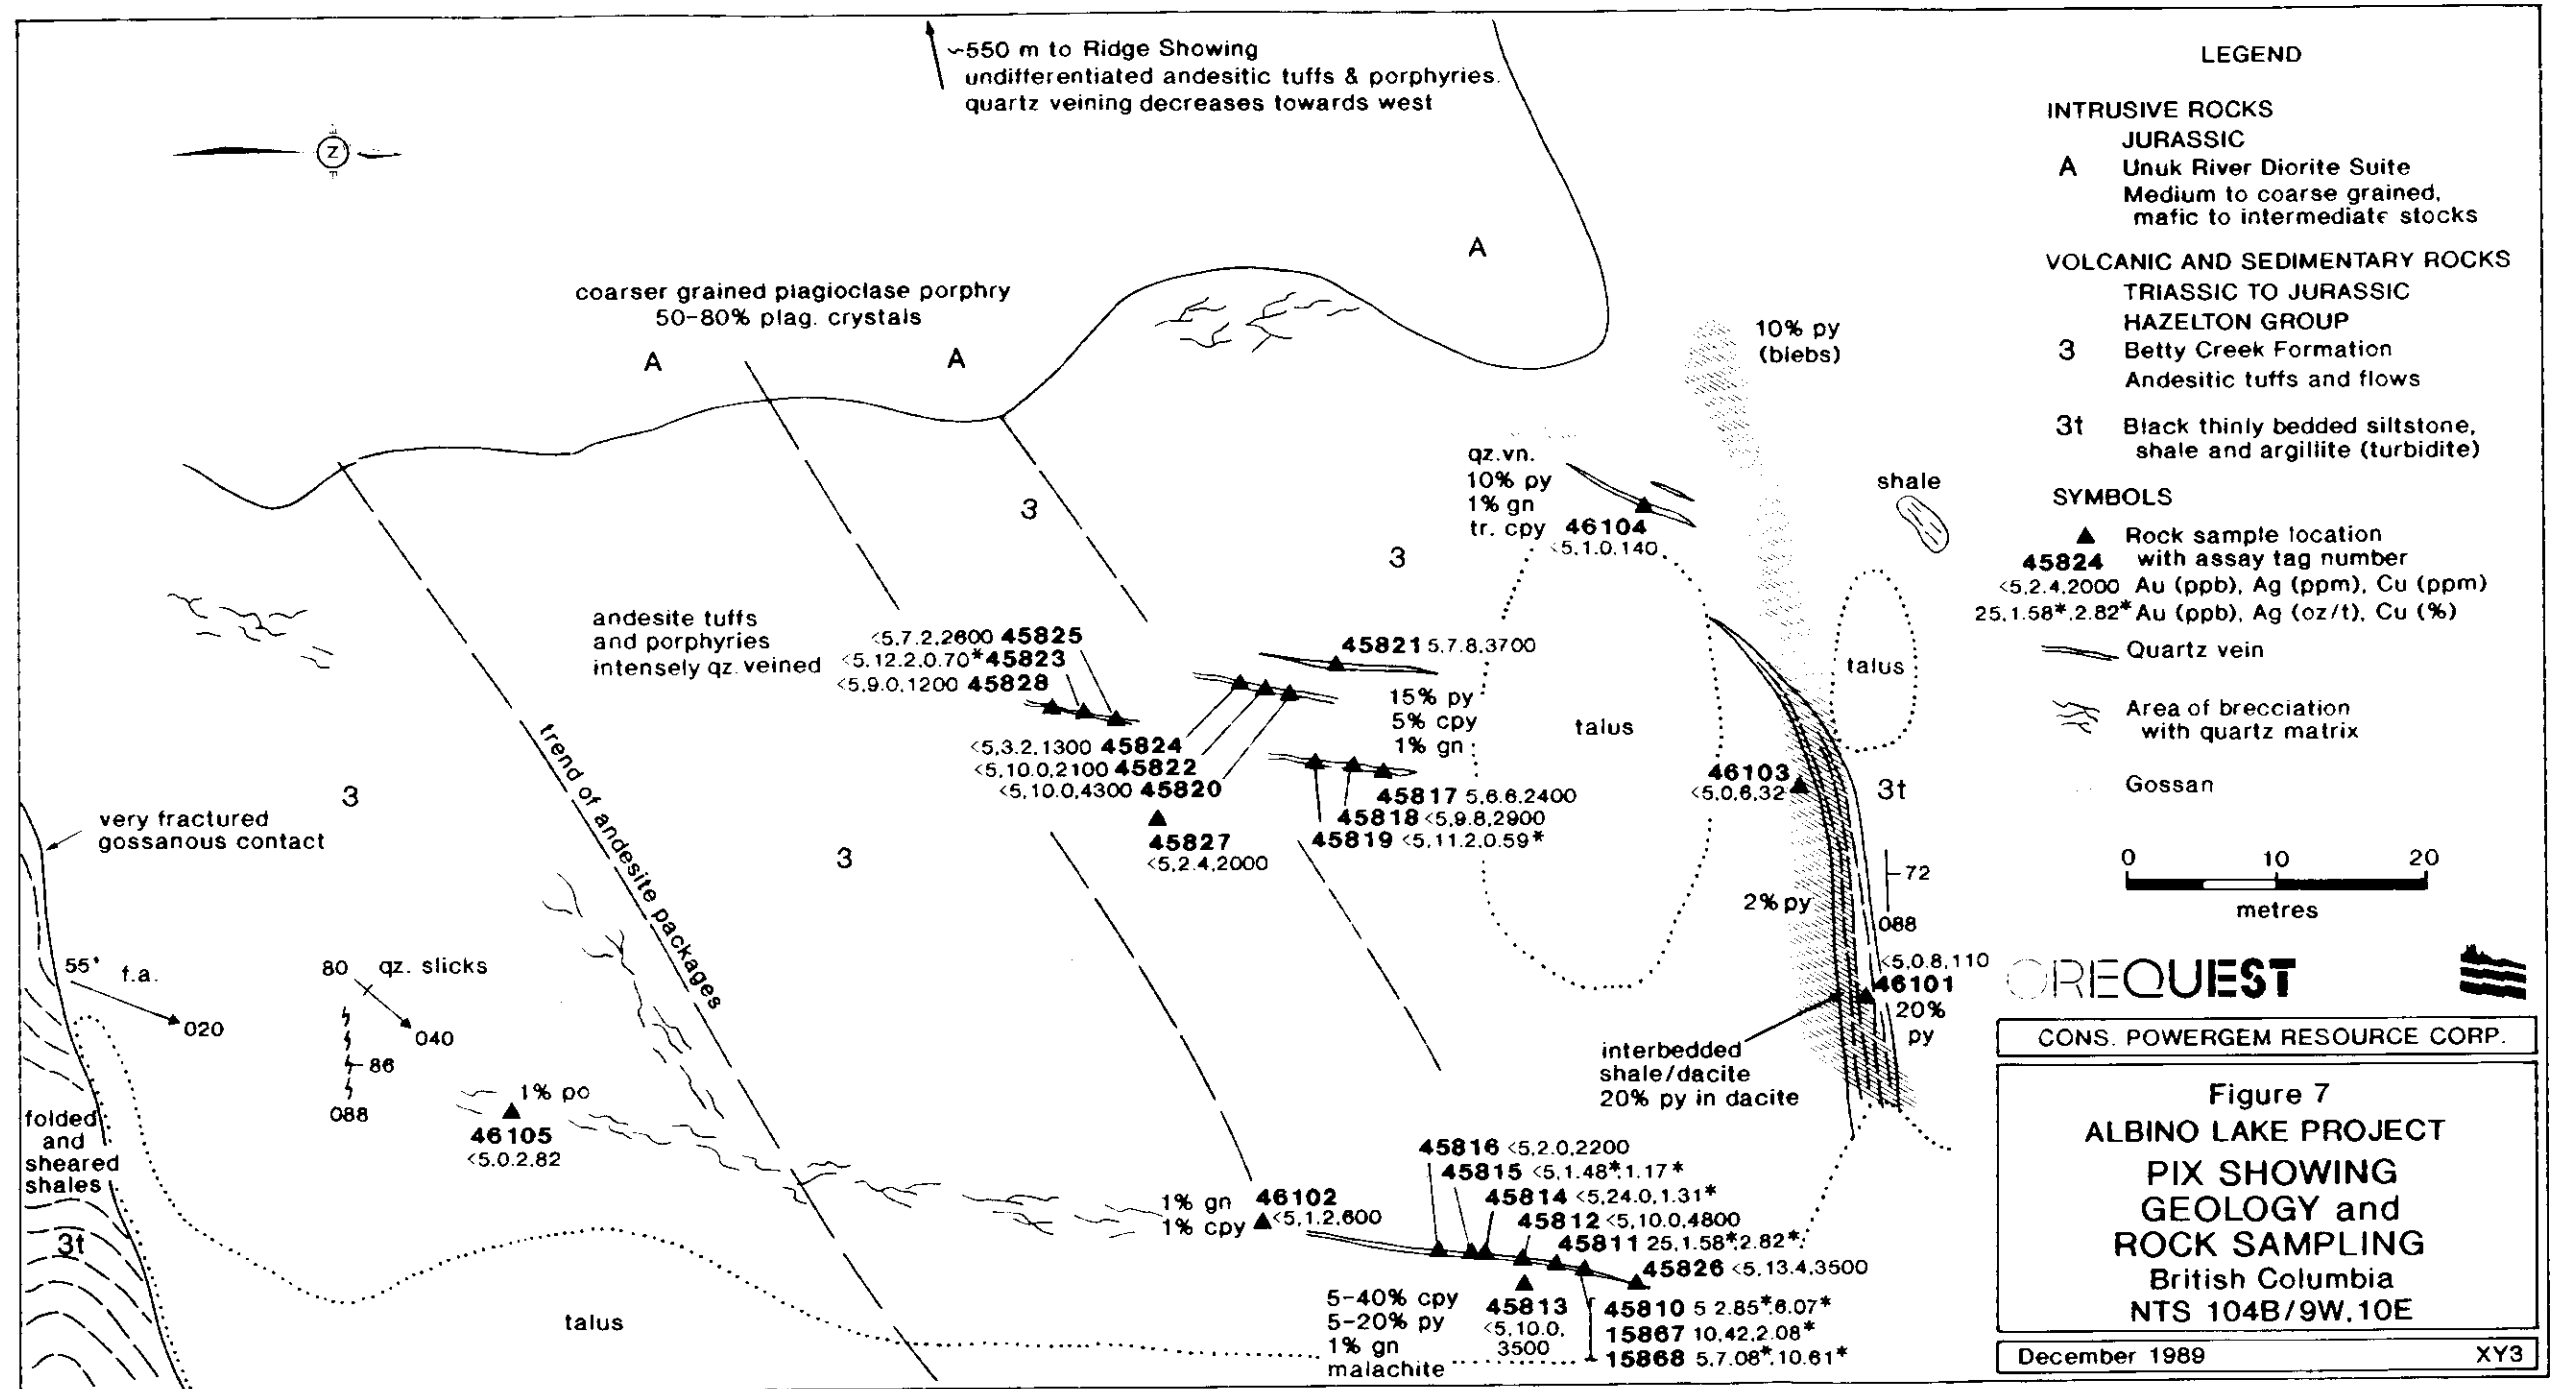 ~550 m to Ridge Showing
undifferentiated andesitic tuffs & porphyries.
quartz veining decreases towards west
Z
coarser grained plagioclase porphry
50-80% plag. crystals
A
A
A
10% py
(blebs)
3
3
qz.vn.
10% py
1% gn
tr. cpy 46104
<5,1.0,140
shale
andesite tuffs
and porphyries
intensely qz. veined
<5,7.2,2600 45825
<5,12.2,0.70* 45823
<5,9.0,1200 45828
45821 5,7.8,3700
15% py
5% cpy
1% gn
talus
talus
<5,3.2,1300 45824
<5,10.0,2100 45822
<5,10.0,4300 45820
45827
<5,2.4,2000
45817 5,6.6,2400
45818 <5,9.8,2900
45819 <5,11.2,0.59*
46103
<5,0.6,32
3t
72
088
2% py
trend of andesite packages
3
3
very fractured
gossanous contact
55° f.a.
020
80 qz. slicks
040
86
088
1% po
46105
<5,0.2,82
folded
and
sheared
shales
3t
talus
<5,0.8,110
46101
20%
py
interbedded
shale/dacite
20% py in dacite
1% gn
1% cpy
46102
<5,1.2,600
45816 <5,2.0,2200
45815 <5,1.48*,1.17*
45814 <5,24.0,1.31*
45812 <5,10.0,4800
45811 25,1.58*,2.82*
45826 <5,13.4,3500
5-40% cpy
5-20% py
1% gn
malachite
45813
<5,10.0,
3500
45810 5 2.85*,6.07*
15867 10,42,2.08*
15868 5,7.08*,10.61*
LEGEND
INTRUSIVE ROCKS
JURASSIC
A Unuk River Diorite Suite
Medium to coarse grained,
mafic to intermediate stocks
VOLCANIC AND SEDIMENTARY ROCKS
TRIASSIC TO JURASSIC
HAZELTON GROUP
3 Betty Creek Formation
Andesitic tuffs and flows
3t Black thinly bedded siltstone,
shale and argillite (turbidite)
SYMBOLS
Rock sample location
45824 with assay tag number
<5,2.4,2000 Au (ppb), Ag (ppm), Cu (ppm)
25,1.58*,2.82* Au (ppb), Ag (oz/t), Cu (%)
Quartz vein
Area of brecciation
with quartz matrix
Gossan
0 10 20
metres
OREQUEST
CONS. POWERGEM RESOURCE CORP.
Figure 7
ALBINO LAKE PROJECT
PIX SHOWING
GEOLOGY and
ROCK SAMPLING
British Columbia
NTS 104B/9W,10E
December 1989 XY3